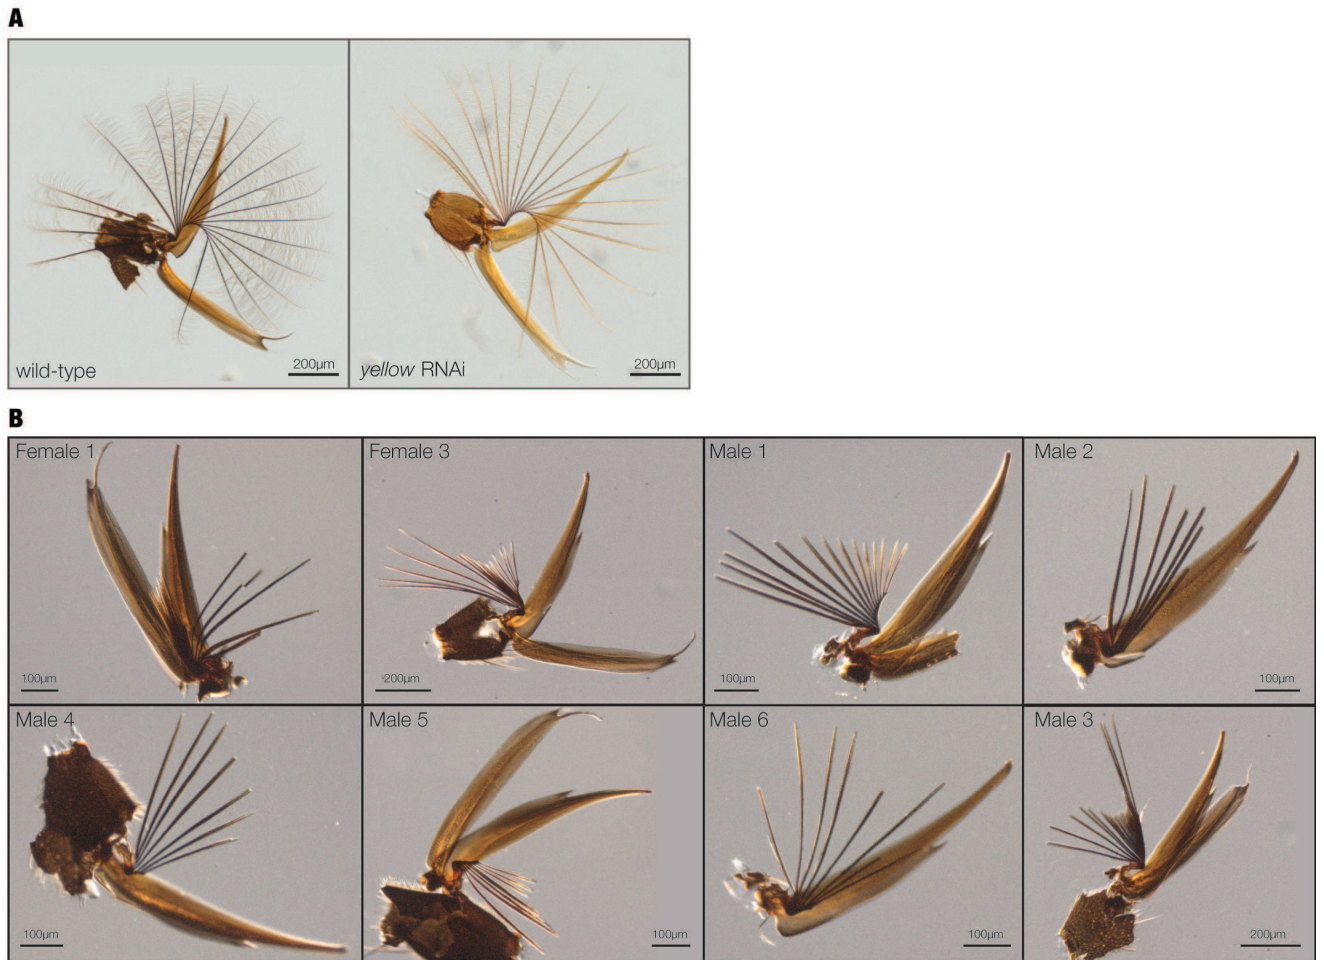 A
wild-type
200µm
yellow RNAi
200µm
B
Female 1
100µm
Female 3
200µm
Male 1
100µm
Male 2
100µm
Male 4
100µm
Male 5
100µm
Male 6
100µm
Male 3
200µm